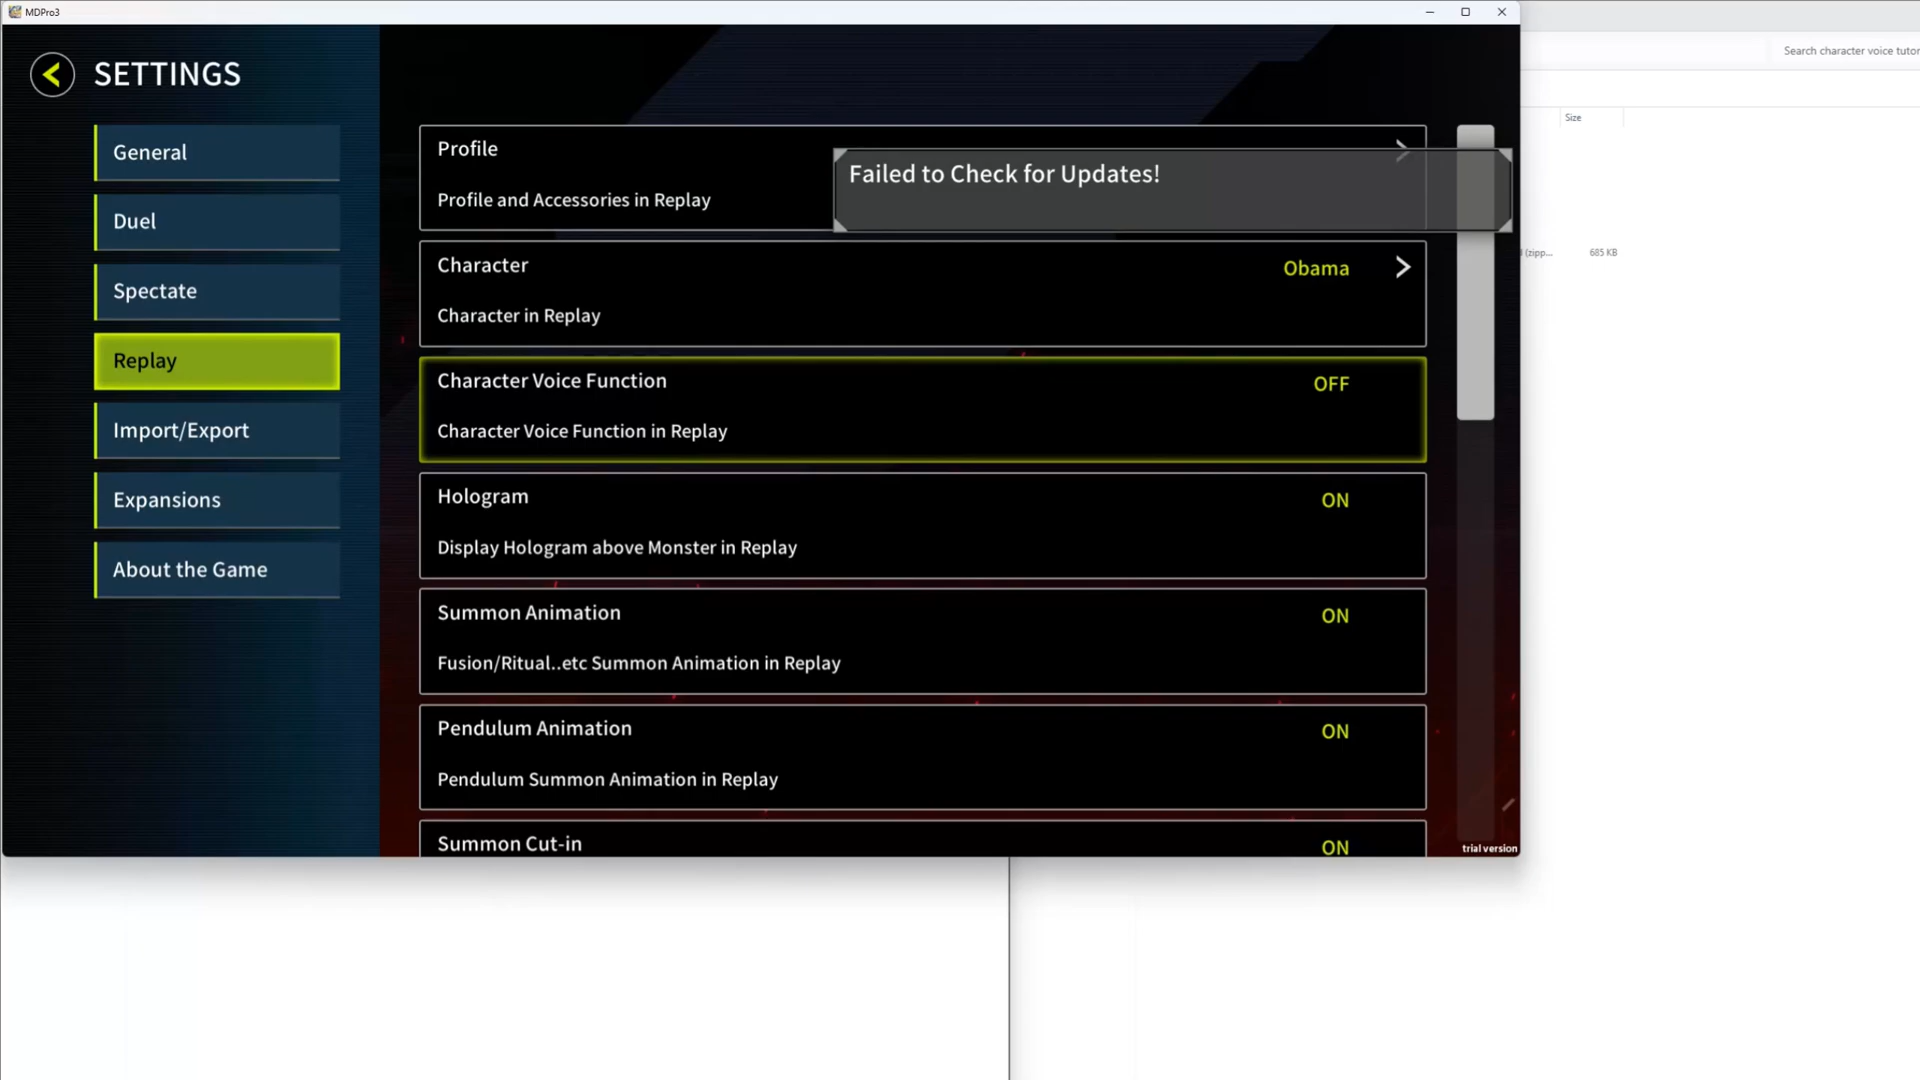 MDPro3
SETTINGS
Search character voice tutor
General
Duel
Spectate
Replay
Import/Export
Expansions
About the Game
Profile
Profile and Accessories in Replay
Failed to Check for Updates!
Character
Obama
Character in Replay
Character Voice Function
OFF
Character Voice Function in Replay
Hologram
ON
Display Hologram above Monster in Replay
Summon Animation
ON
Fusion/Ritual..etc Summon Animation in Replay
Pendulum Animation
ON
Pendulum Summon Animation in Replay
Summon Cut-in
ON
trial version
Size
(zipp...
685 KB